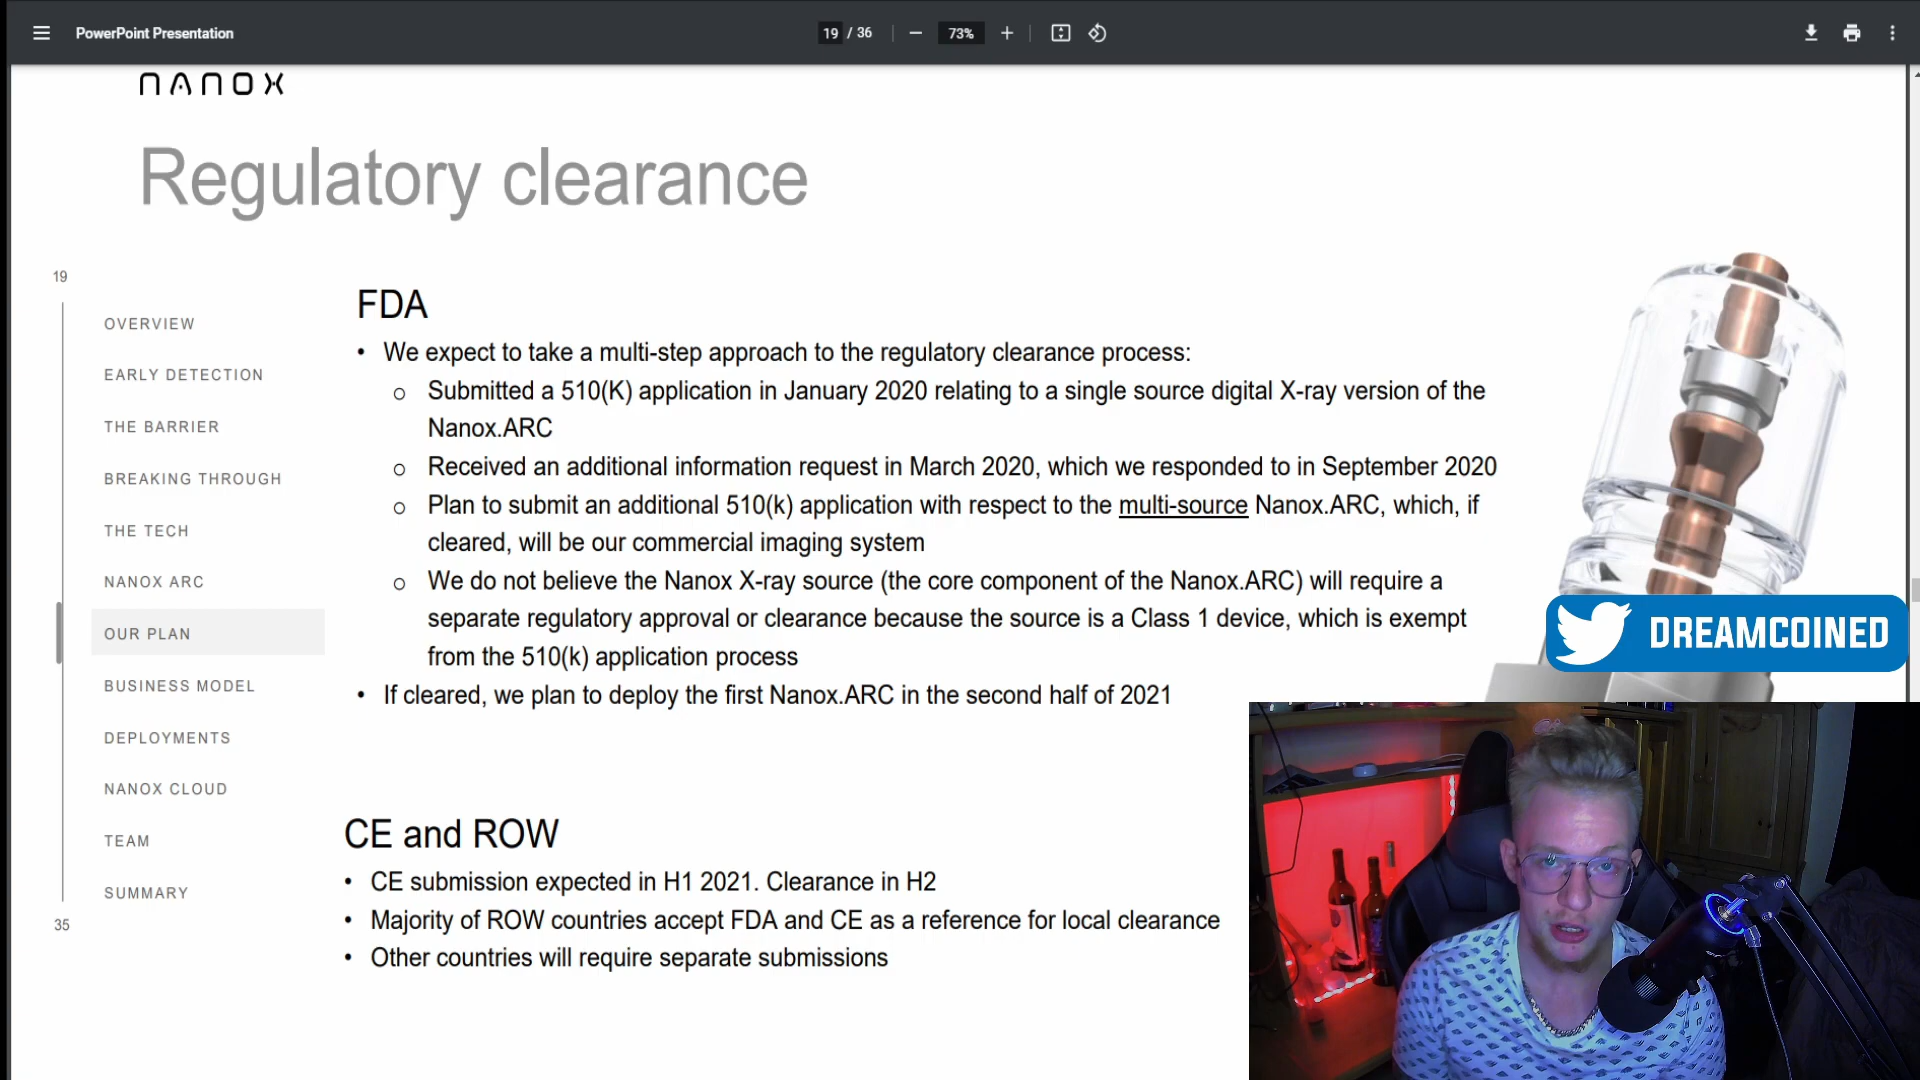 PowerPoint Presentation
19 / 36
73%
NANOX
Regulatory clearance
19
OVERVIEW
EARLY DETECTION
THE BARRIER
BREAKING THROUGH
THE TECH
NANOX ARC
OUR PLAN
BUSINESS MODEL
DEPLOYMENTS
NANOX CLOUD
TEAM
SUMMARY
35
FDA
• We expect to take a multi-step approach to the regulatory clearance process:
o Submitted a 510(K) application in January 2020 relating to a single source digital X-ray version of the
Nanox.ARC
o Received an additional information request in March 2020, which we responded to in September 2020
o Plan to submit an additional 510(k) application with respect to the multi-source Nanox.ARC, which, if
cleared, will be our commercial imaging system
o We do not believe the Nanox X-ray source (the core component of the Nanox.ARC) will require a
separate regulatory approval or clearance because the source is a Class 1 device, which is exempt
from the 510(k) application process
• If cleared, we plan to deploy the first Nanox.ARC in the second half of 2021
CE and ROW
• CE submission expected in H1 2021. Clearance in H2
• Majority of ROW countries accept FDA and CE as a reference for local clearance
• Other countries will require separate submissions
DREAMCOINED